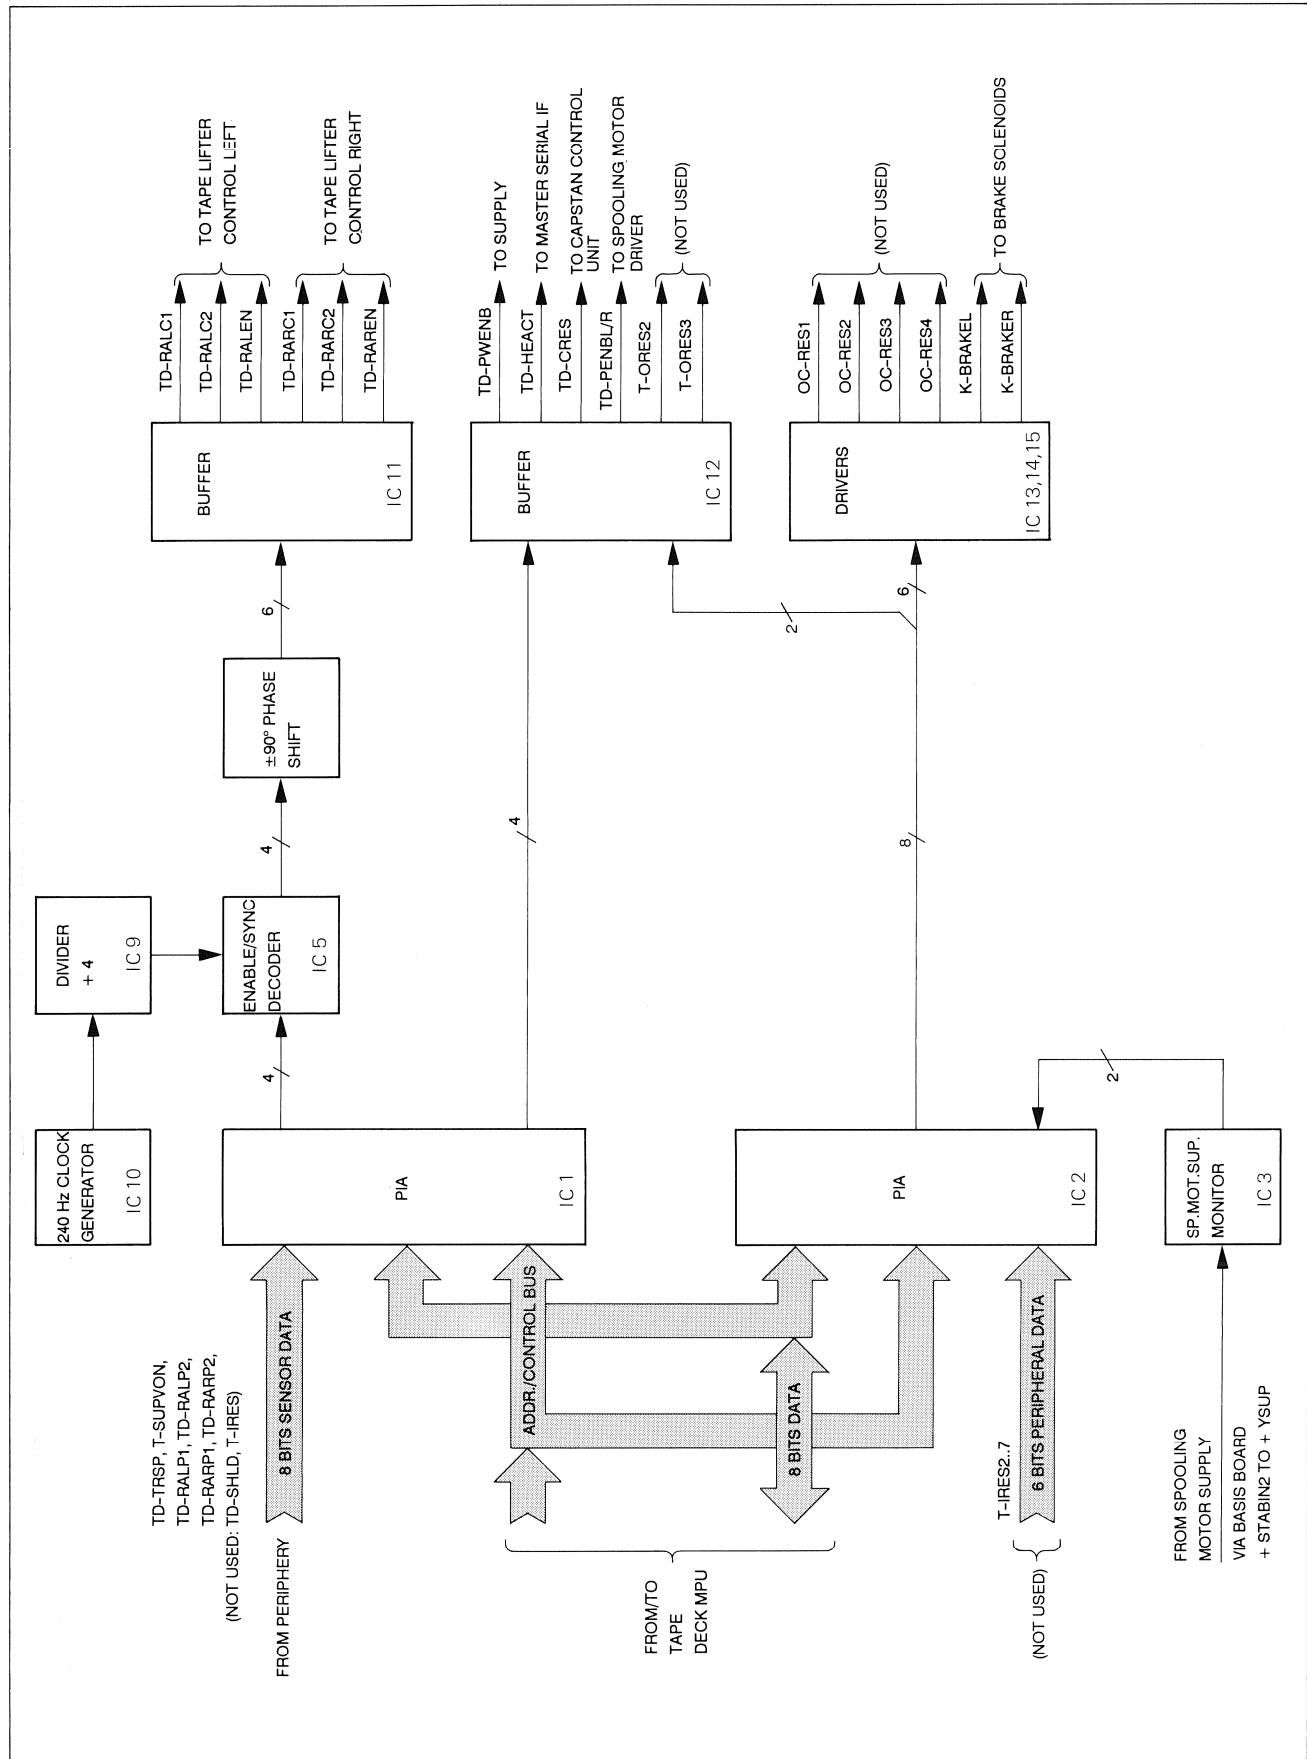 240 Hz CLOCK
GENERATOR
IC 10
DIVIDER
+ 4
IC 9
TD-TRSP, T-SUPVON,
TD-RALP1, TD-RALP2,
TD-RARP1, TD-RARP2,
(NOT USED: TD-SHLD, T-IRES)
FROM PERIPHERY
8 BITS SENSOR DATA
PIA
IC 1
4
ENABLE/SYNC
DECODER
IC 5
4
±90° PHASE
SHIFT
6
BUFFER
IC 11
TD-RALC1
TD-RALC2
TD-RALEN
TO TAPE LIFTER
CONTROL LEFT
TD-RARC1
TD-RARC2
TD-RAREN
TO TAPE LIFTER
CONTROL RIGHT
ADDR./CONTROL BUS
4
BUFFER
IC 12
TD-PWENB
TO SUPPLY
TD-HEACT
TO MASTER SERIAL IF
TD-CRES
TO CAPSTAN CONTROL
UNIT
TD-PENBL/R
TO SPOOLING MOTOR
DRIVER
T-ORES2
T-ORES3
(NOT USED)
FROM/TO
TAPE
DECK MPU
8 BITS DATA
PIA
IC 2
8
2
6
DRIVERS
IC 13,14,15
OC-RES1
OC-RES2
OC-RES3
OC-RES4
(NOT USED)
K-BRAKEL
K-BRAKER
TO BRAKE SCLENOIDS
T-IRES2..7
(NOT USED)
6 BITS PERIPHERAL DATA
2
FROM SPOOLING
MOTOR SUPPLY
VIA BASIS BOARD
+ STABIN2 TO + YSUP
SP.MOT.SUP.
MONITOR
IC 3